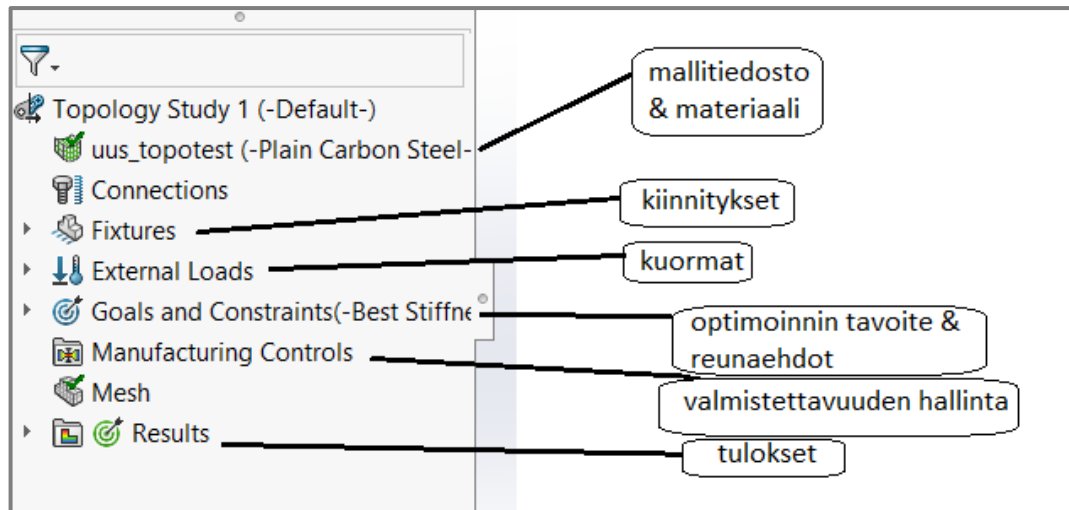 mallitiedosto
& materiaali
Topology Study 1 (-Default-)
uus_topotest (-Plain Carbon Steel-
Connections
kiinnitykset
Fixtures
kuormat
External Loads
Goals and Constraints(-Best Stiffne
optimoinnin tavoite &
reunaehdot
Manufacturing Controls
valmistettavuuden hallinta
Mesh
Results
tulokset